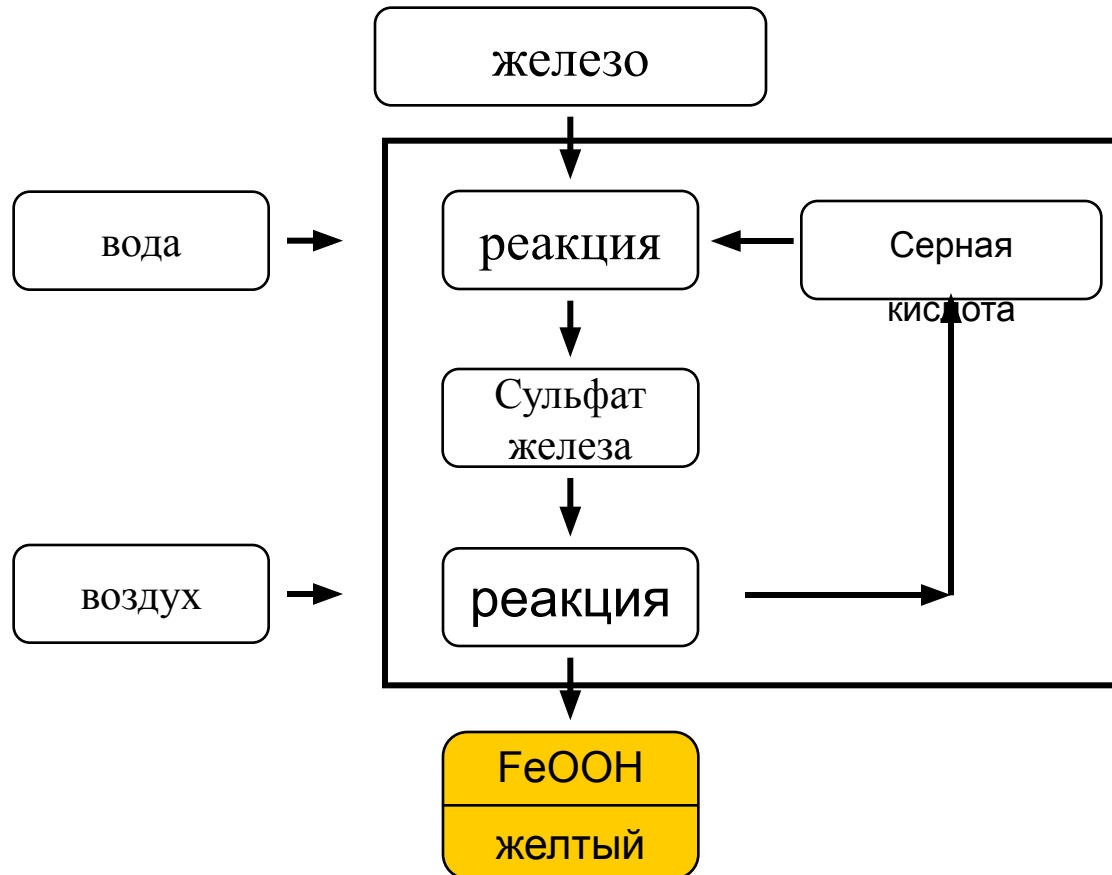 железо
вода
реакция
Серная
кислота
Сульфат
железа
воздух
реакция
FeOOH
желтый